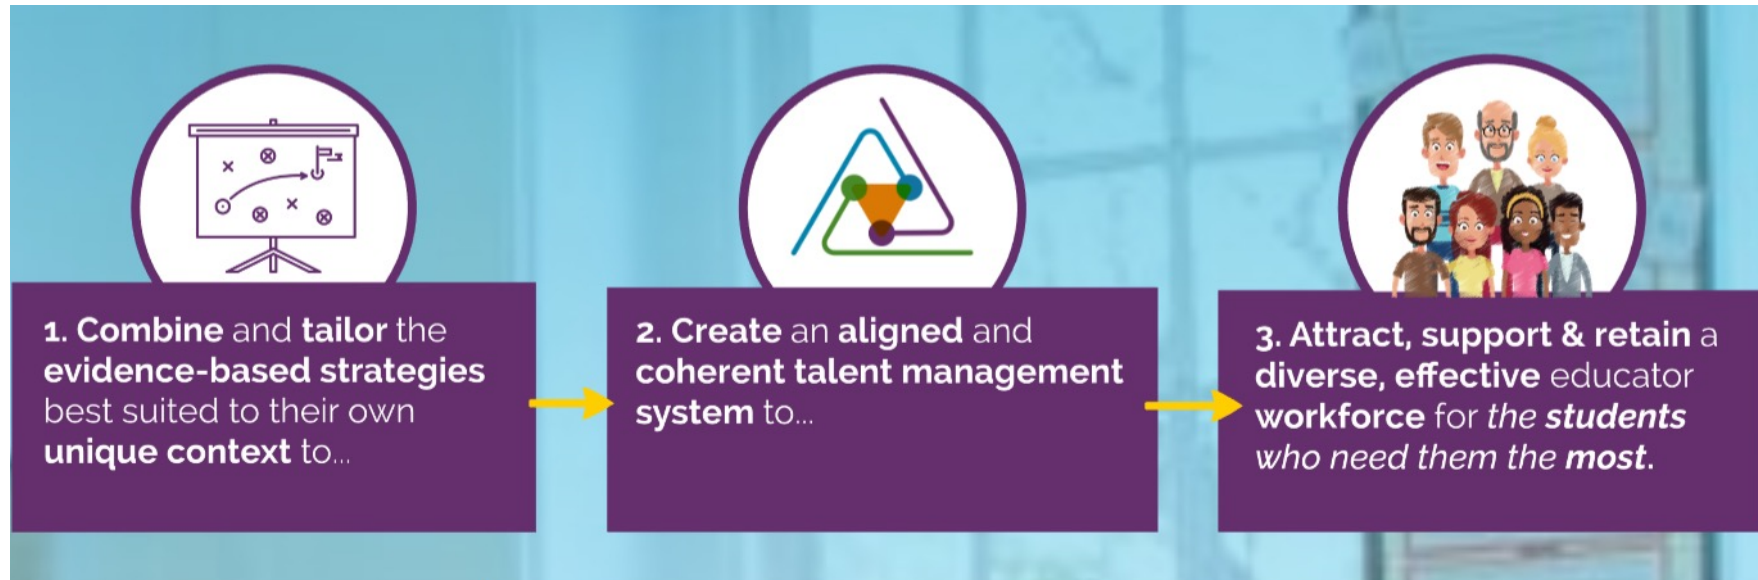 1. Combine and tailor the
evidence-based strategies
best suited to their own
unique context to...
2. Create an aligned and
coherent talent management
system to...
3. Attract, support & retain a
diverse, effective educator
workforce for the students
who need them the most.